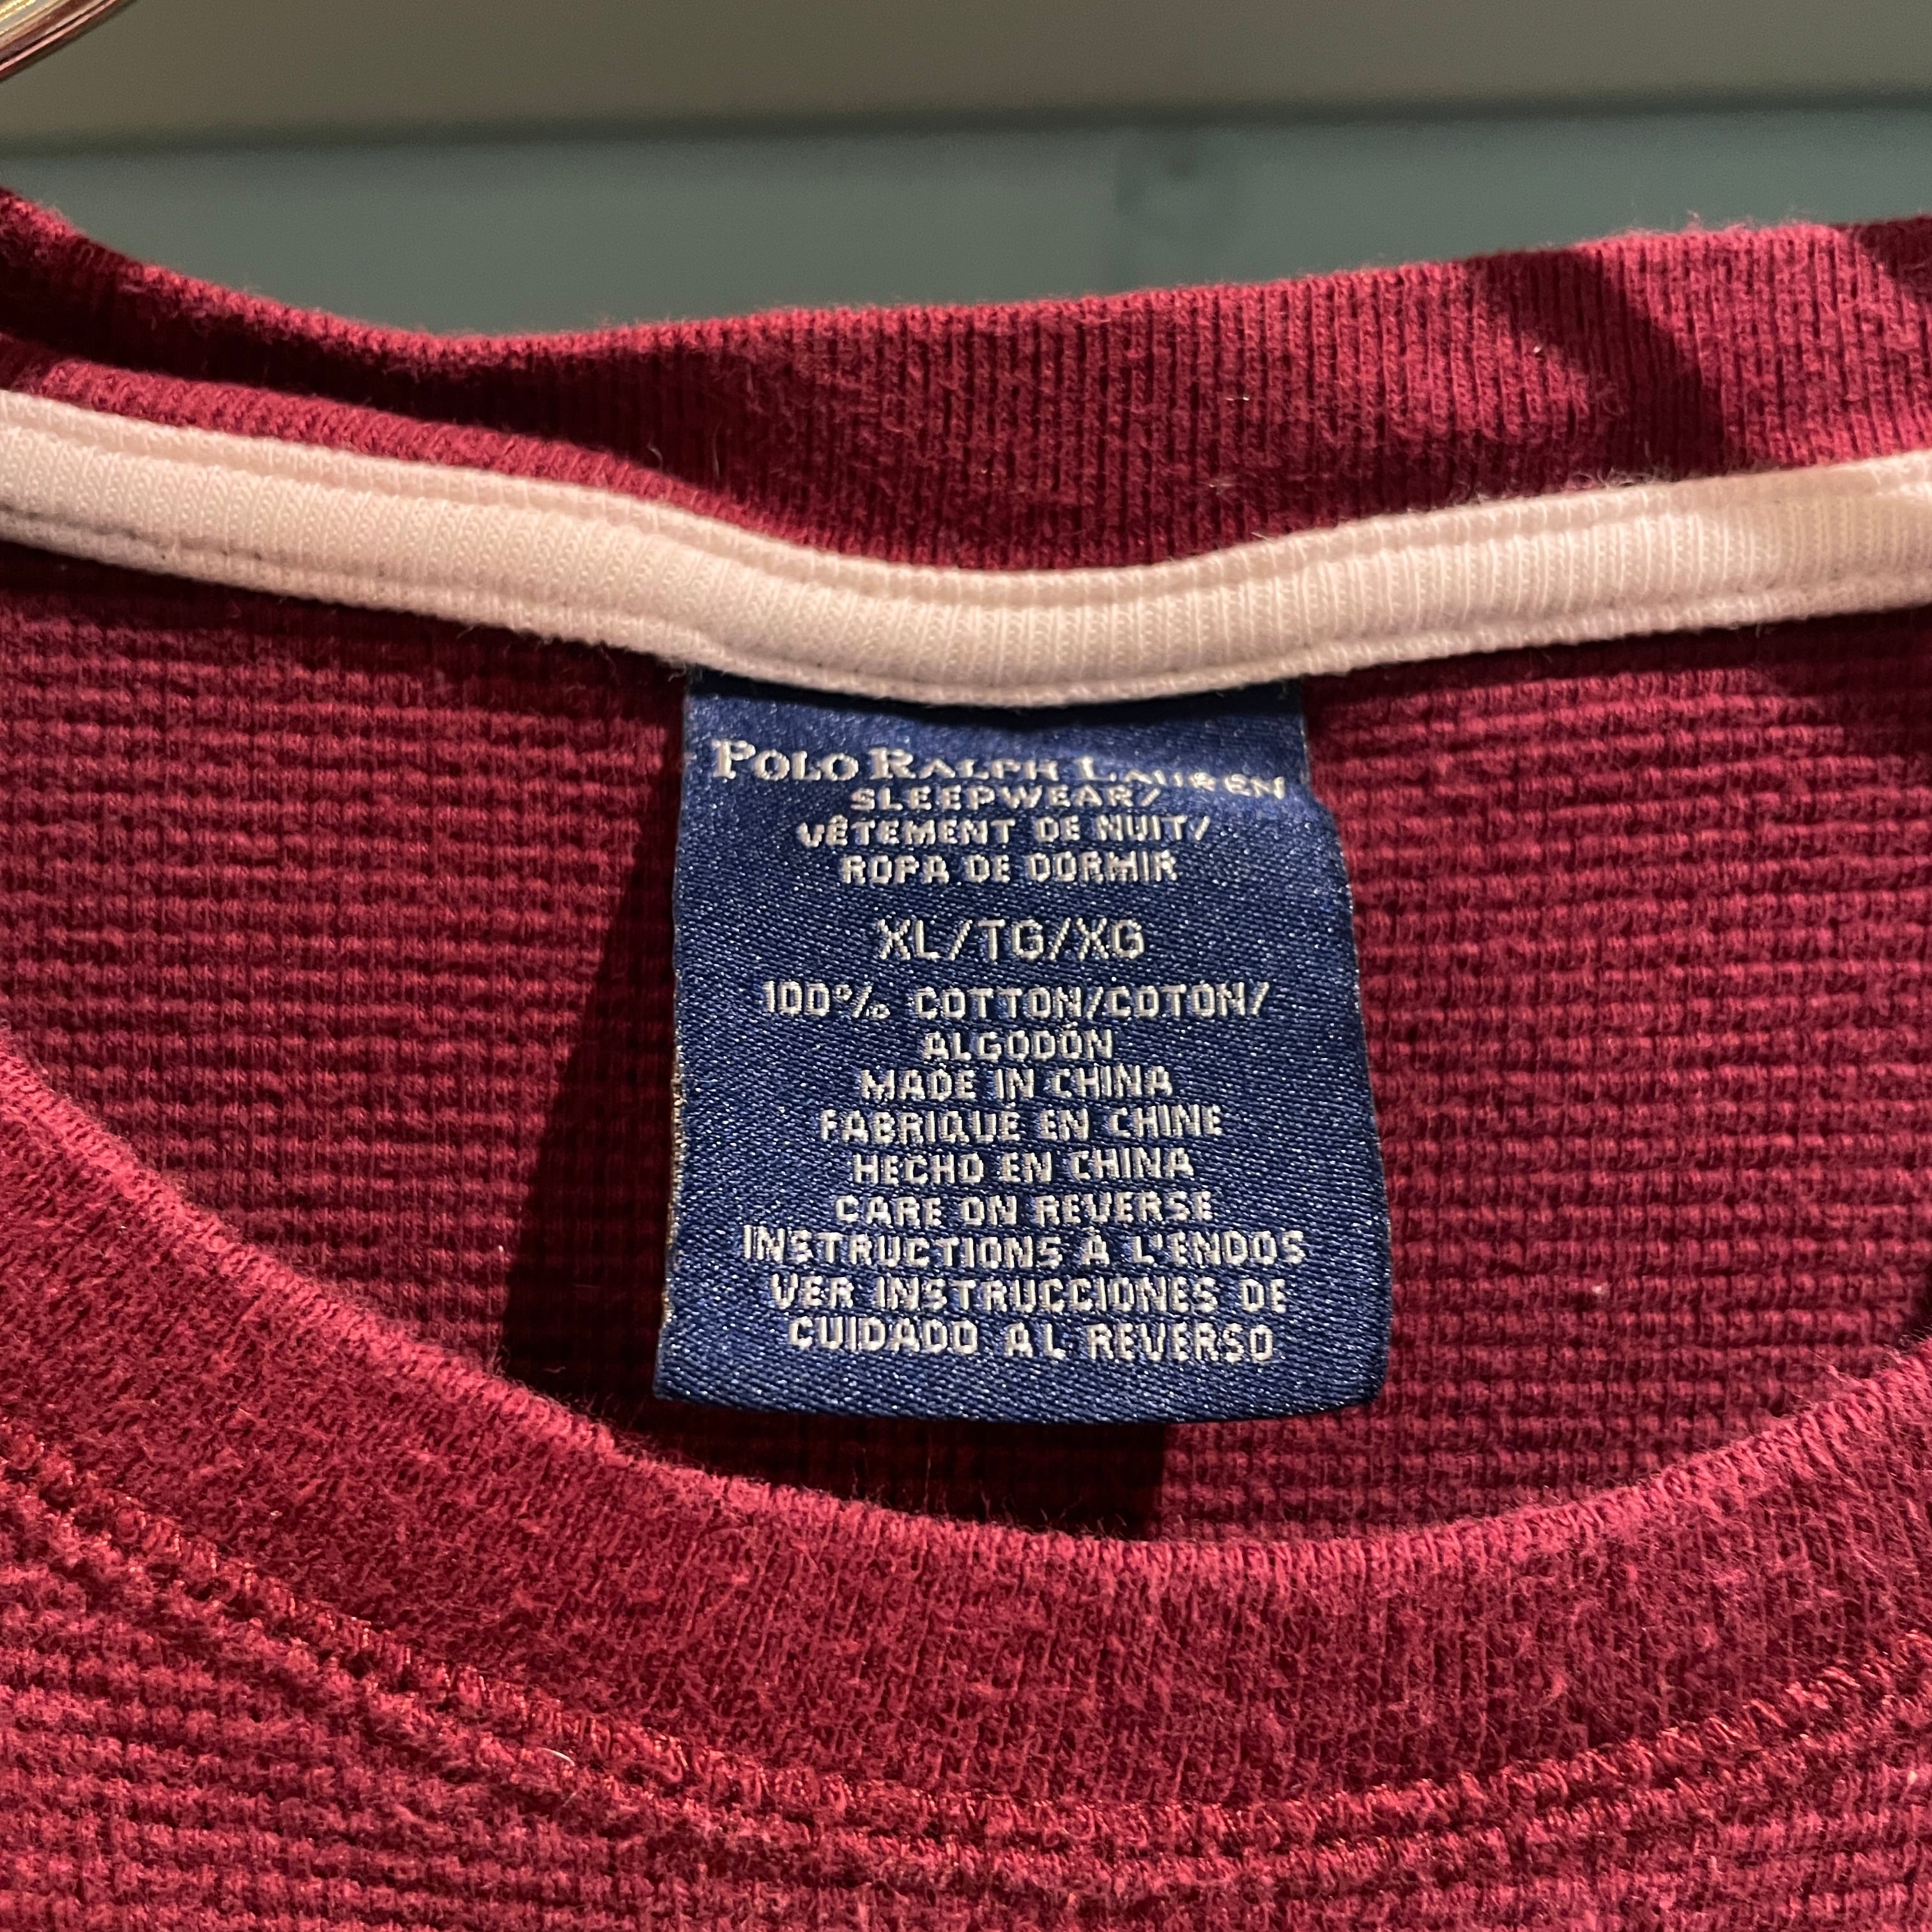 POLO RALPH LAUREN
SLEEPWEAR/
VÊTEMENT DE NUIT/
ROPA DE DORMIR
XL/TG/XG
100% COTTON/COTON/
ALGODÓN
MADE IN CHINA
FABRIQUÉ EN CHINE
HECHO EN CHINA
CARE ON REVERSE
INSTRUCTIONS À L'ENDOS
VER INSTRUCCIONES DE
CUIDADO AL REVERSO